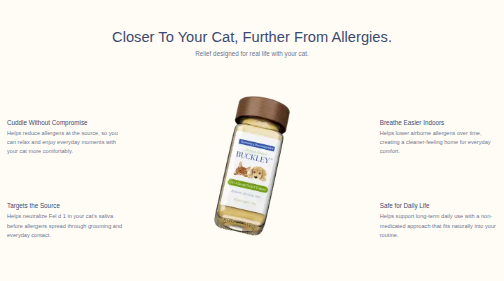 Closer To Your Cat, Further From Allergies.
Relief designed for real life with your cat.
Cuddle Without Compromise
Helps reduce allergens at the source, so you
can relax and enjoy everyday moments with
your cat more comfortably.
Breathe Easier Indoors
Helps lower airborne allergens over time,
creating a cleaner-feeling home for everyday
comfort.
BUCKLEY
Targets the Source
Helps neutralize Fel d 1 in your cat's saliva
before allergens spread through grooming and
everyday contact.
Safe for Daily Life
Helps support long-term daily use with a non-
medicated approach that fits naturally into your
routine.